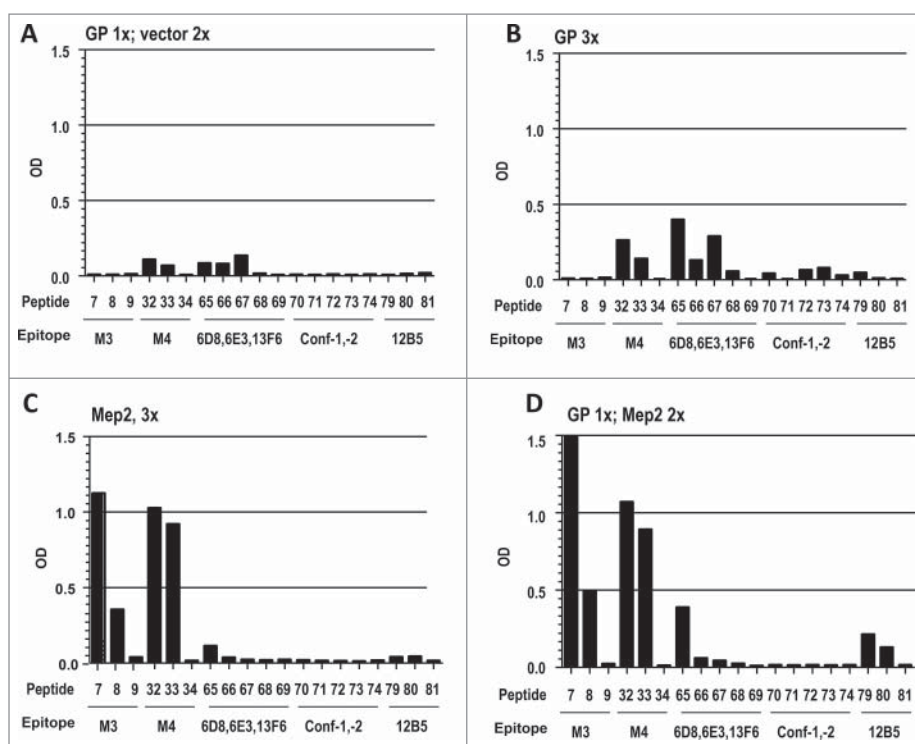 A
GP 1x; vector 2x
1.5
1.0
0.5
0.0
OD
Peptide 7 8 9 32 33 34 65 66 67 68 69 70 71 72 73 74 79 80 81
Epitope M3 M4 6D8,6E3,13F6 Conf-1,-2 12B5
B
GP 3x
1.5
1.0
0.5
0.0
OD
Peptide 7 8 9 32 33 34 65 66 67 68 69 70 71 72 73 74 79 80 81
Epitope M3 M4 6D8,6E3,13F6 Conf-1,-2 12B5
C
Mep2, 3x
1.5
1.0
0.5
0.0
OD
Peptide 7 8 9 32 33 34 65 66 67 68 69 70 71 72 73 74 79 80 81
Epitope M3 M4 6D8,6E3,13F6 Conf-1,-2 12B5
D
GP 1x; Mep2 2x
1.5
1.0
0.5
0.0
OD
Peptide 7 8 9 32 33 34 65 66 67 68 69 70 71 72 73 74 79 80 81
Epitope M3 M4 6D8,6E3,13F6 Conf-1,-2 12B5